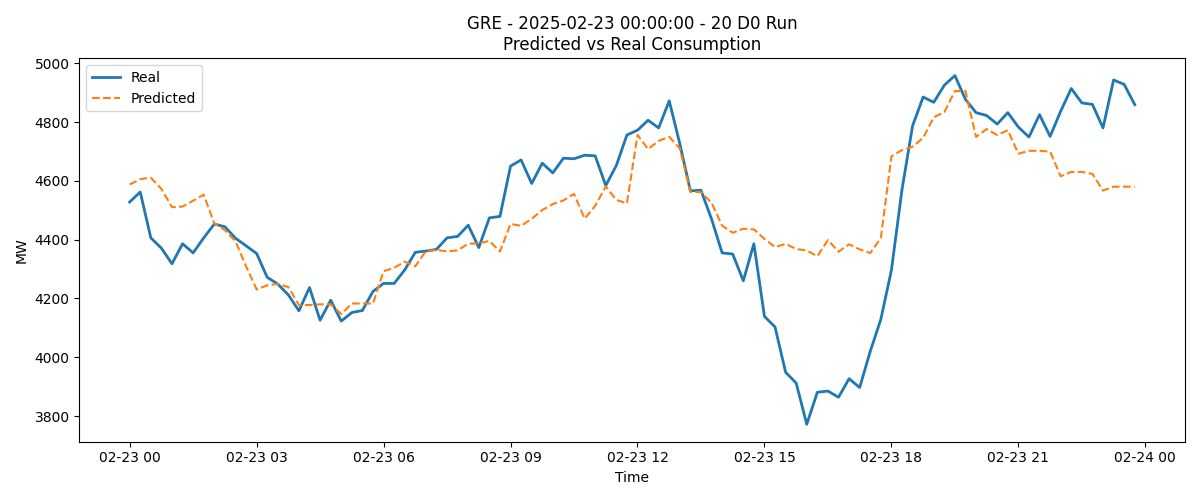 GRE - 2025-02-23 00:00:00 - 20 D0 Run
Predicted vs Real Consumption
Real
Predicted
MW
5000
4800
4600
4400
4200
4000
3800
02-23 00
02-23 03
02-23 06
02-23 09
02-23 12
02-23 15
02-23 18
02-23 21
02-24 00
Time